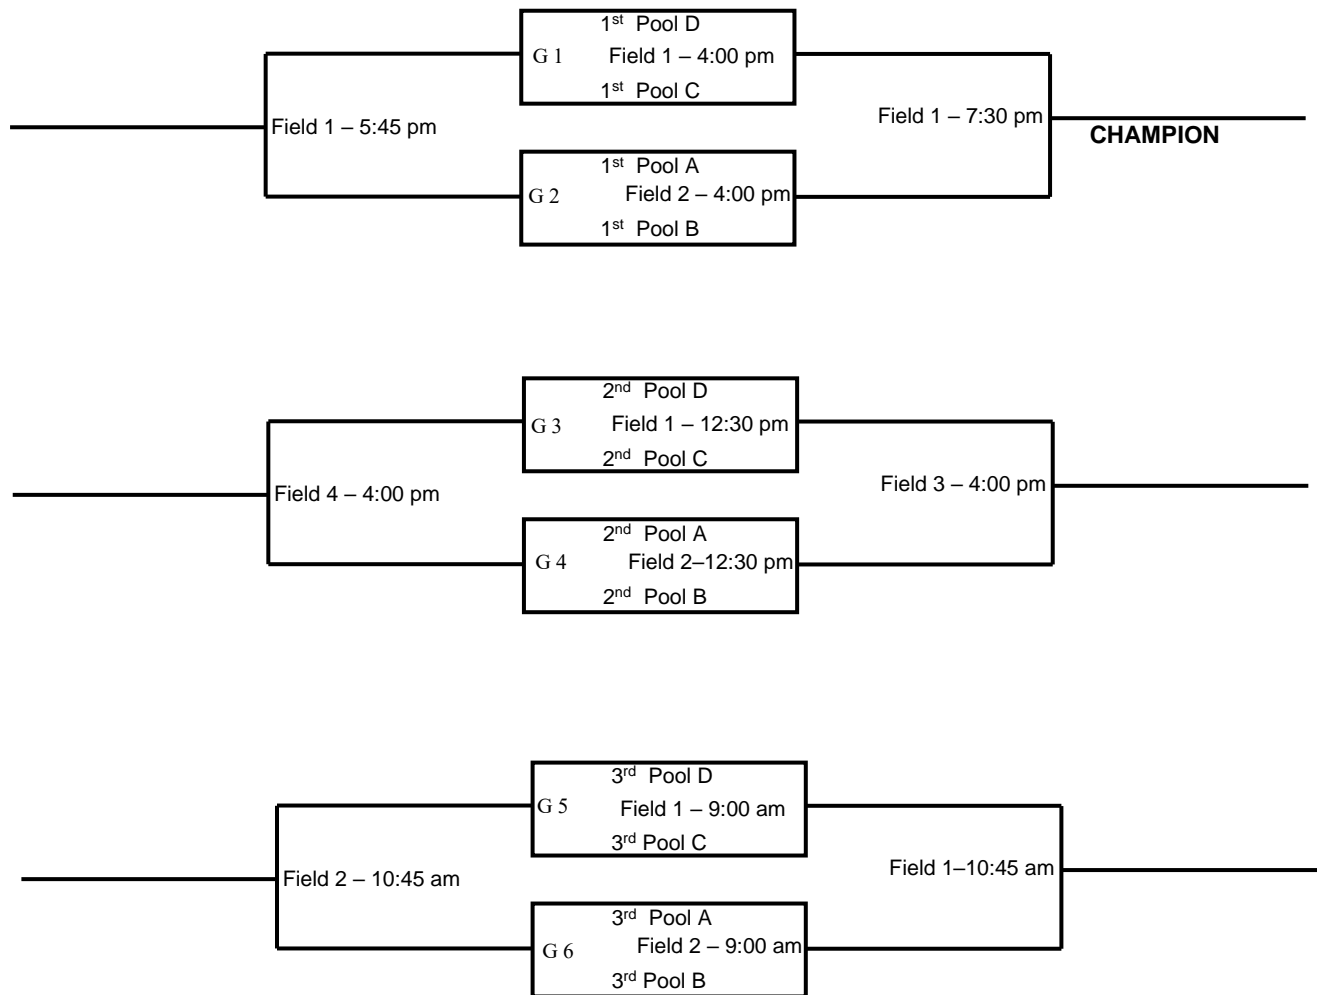 1st Pool D
G 1 Field 1 – 4:00 pm
1st Pool C
Field 1 – 5:45 pm
Field 1 – 7:30 pm
CHAMPION
1st Pool A
G 2 Field 2 – 4:00 pm
1st Pool B
2nd Pool D
G 3 Field 1 – 12:30 pm
2nd Pool C
Field 4 – 4:00 pm
Field 3 – 4:00 pm
2nd Pool A
G 4 Field 2–12:30 pm
2nd Pool B
3rd Pool D
G 5 Field 1 – 9:00 am
3rd Pool C
Field 2 – 10:45 am
Field 1–10:45 am
3rd Pool A
G 6 Field 2 – 9:00 am
3rd Pool B